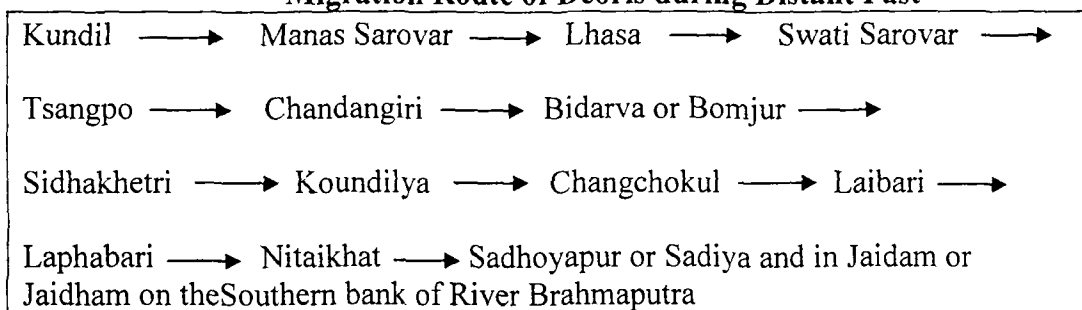 Migration Route of Deoris during Distant Past
Kundil → Manas Sarovar → Lhasa → Swati Sarovar →
Tsangpo → Chandangiri → Bidarva or Bomjur →
Sidhakhetri → Koundilya → Changchokul → Laibari →
Laphabari → Nitaikhat → Sadhoyapur or Sadiya and in Jaidam or
Jaidham on theSouthern bank of River Brahmaputra